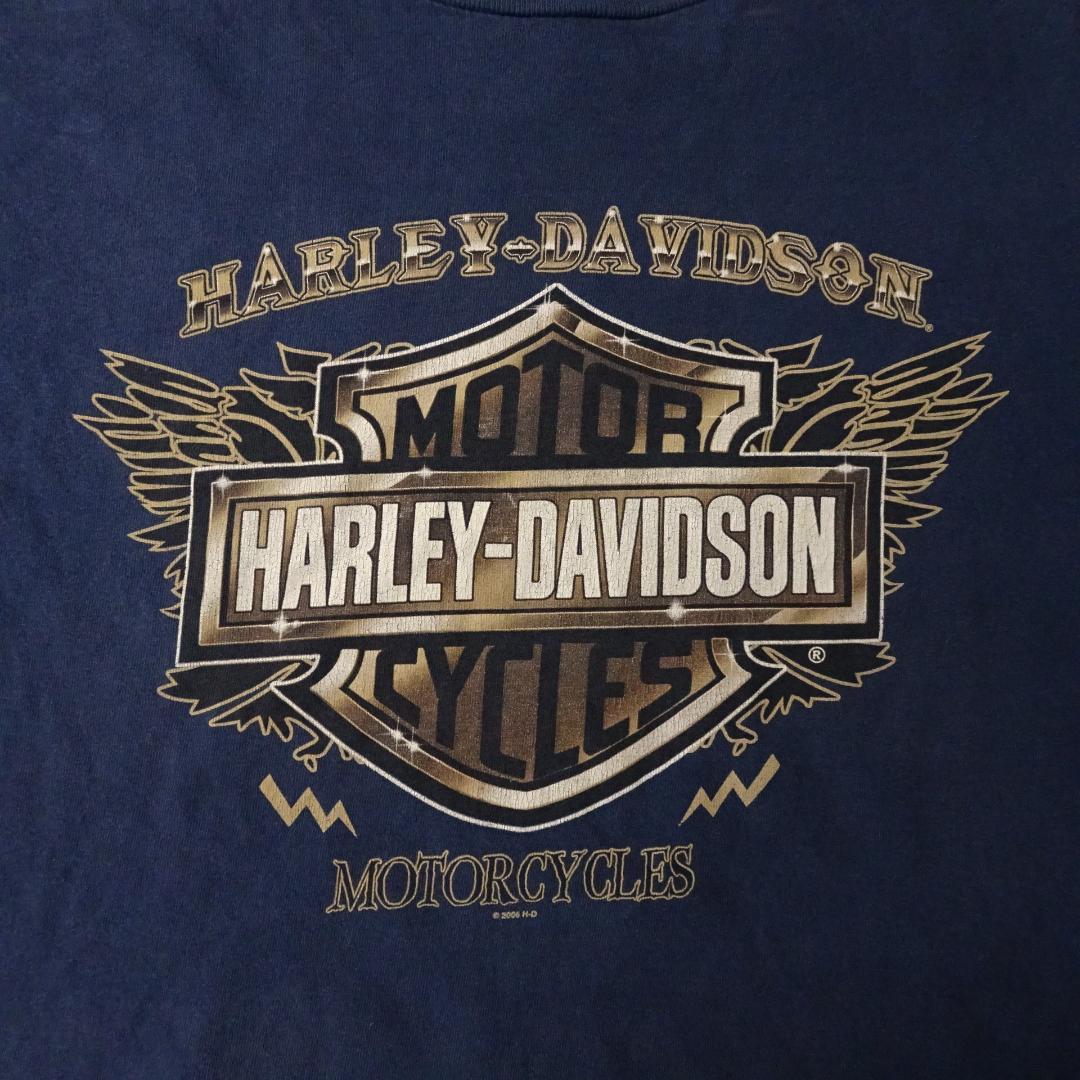 HARLEY-DAVIDSON®
MOTOR
HARLEY-DAVIDSON
®
CYCLES
MOTORCYCLES
© 2006 H-D